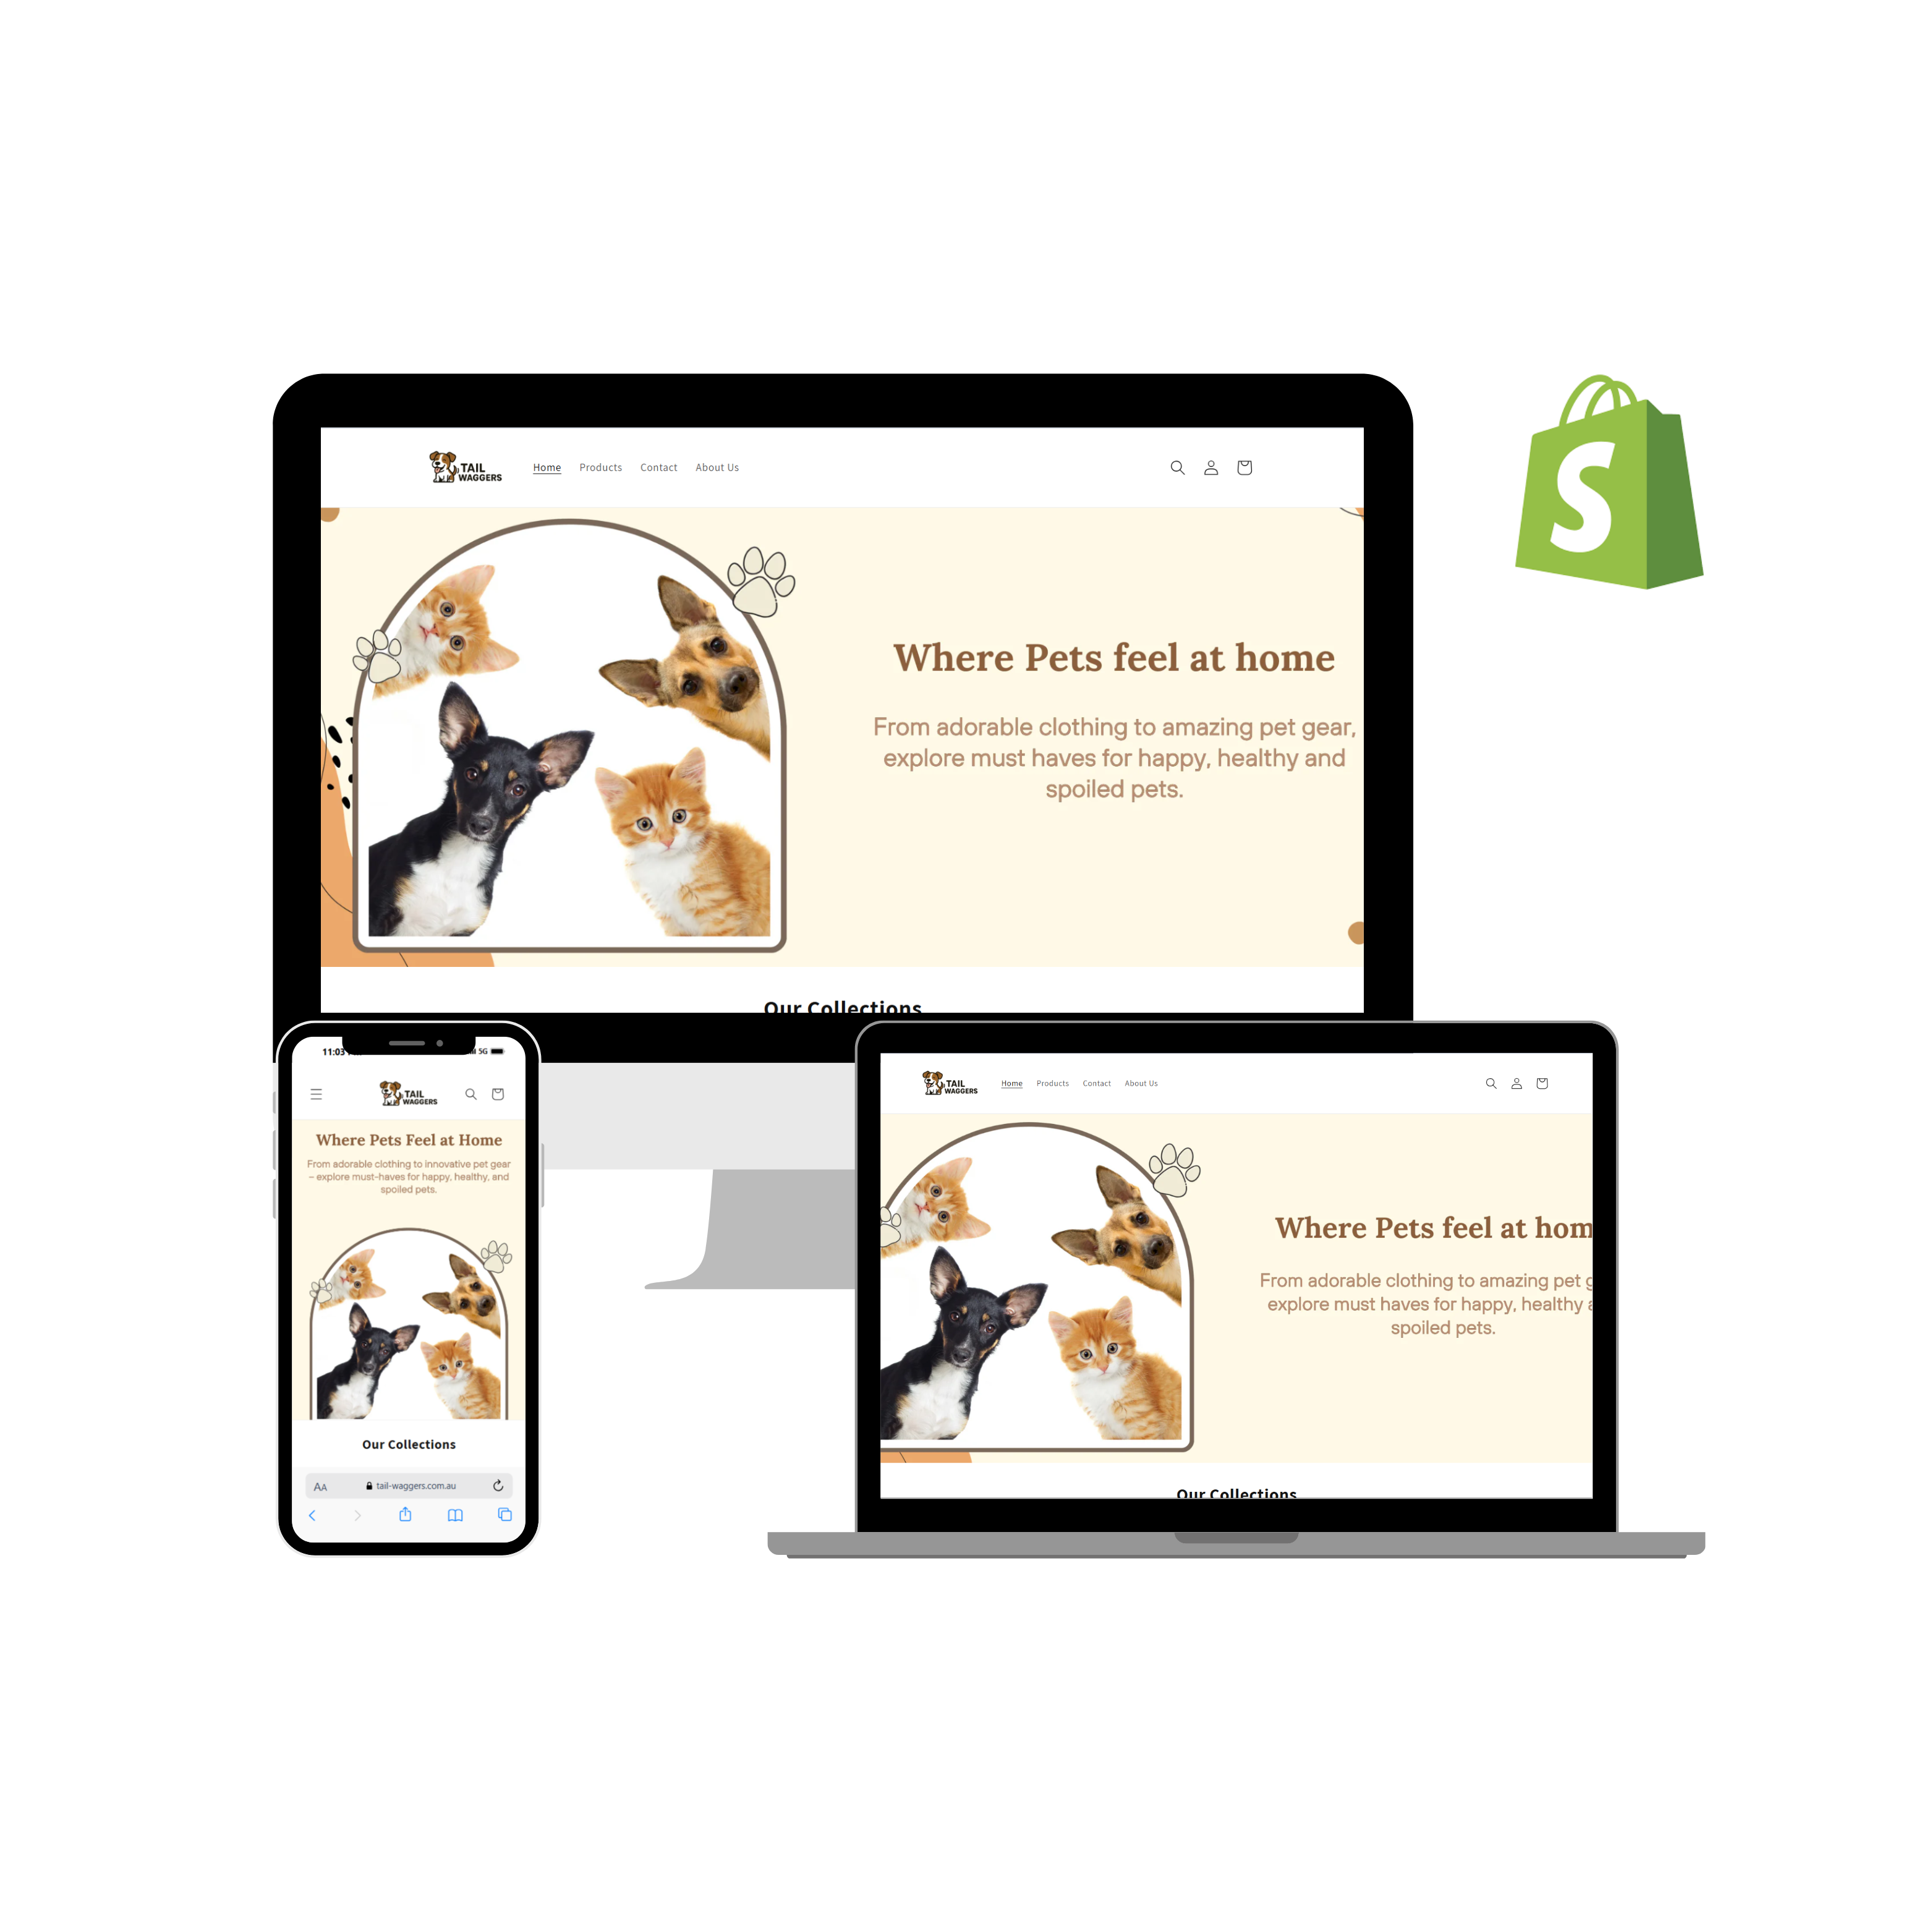 TAIL
WAGGERS
Home Products Contact About Us
S
Where Pets feel at home
From adorable clothing to amazing pet gear,
explore must haves for happy, healthy and
spoiled pets.
Our Collections
11:03
5G
TAIL
WAGGERS
Where Pets Feel at Home
From adorable clothing to innovative pet gear
– explore must-haves for happy, healthy, and
spoiled pets.
Our Collections
AA tail-waggers.com.au
TAIL
WAGGERS
Home Products Contact About Us
Where Pets feel at hom
From adorable clothing to amazing pet
explore must haves for happy, healthy
spoiled pets.
Our Collections